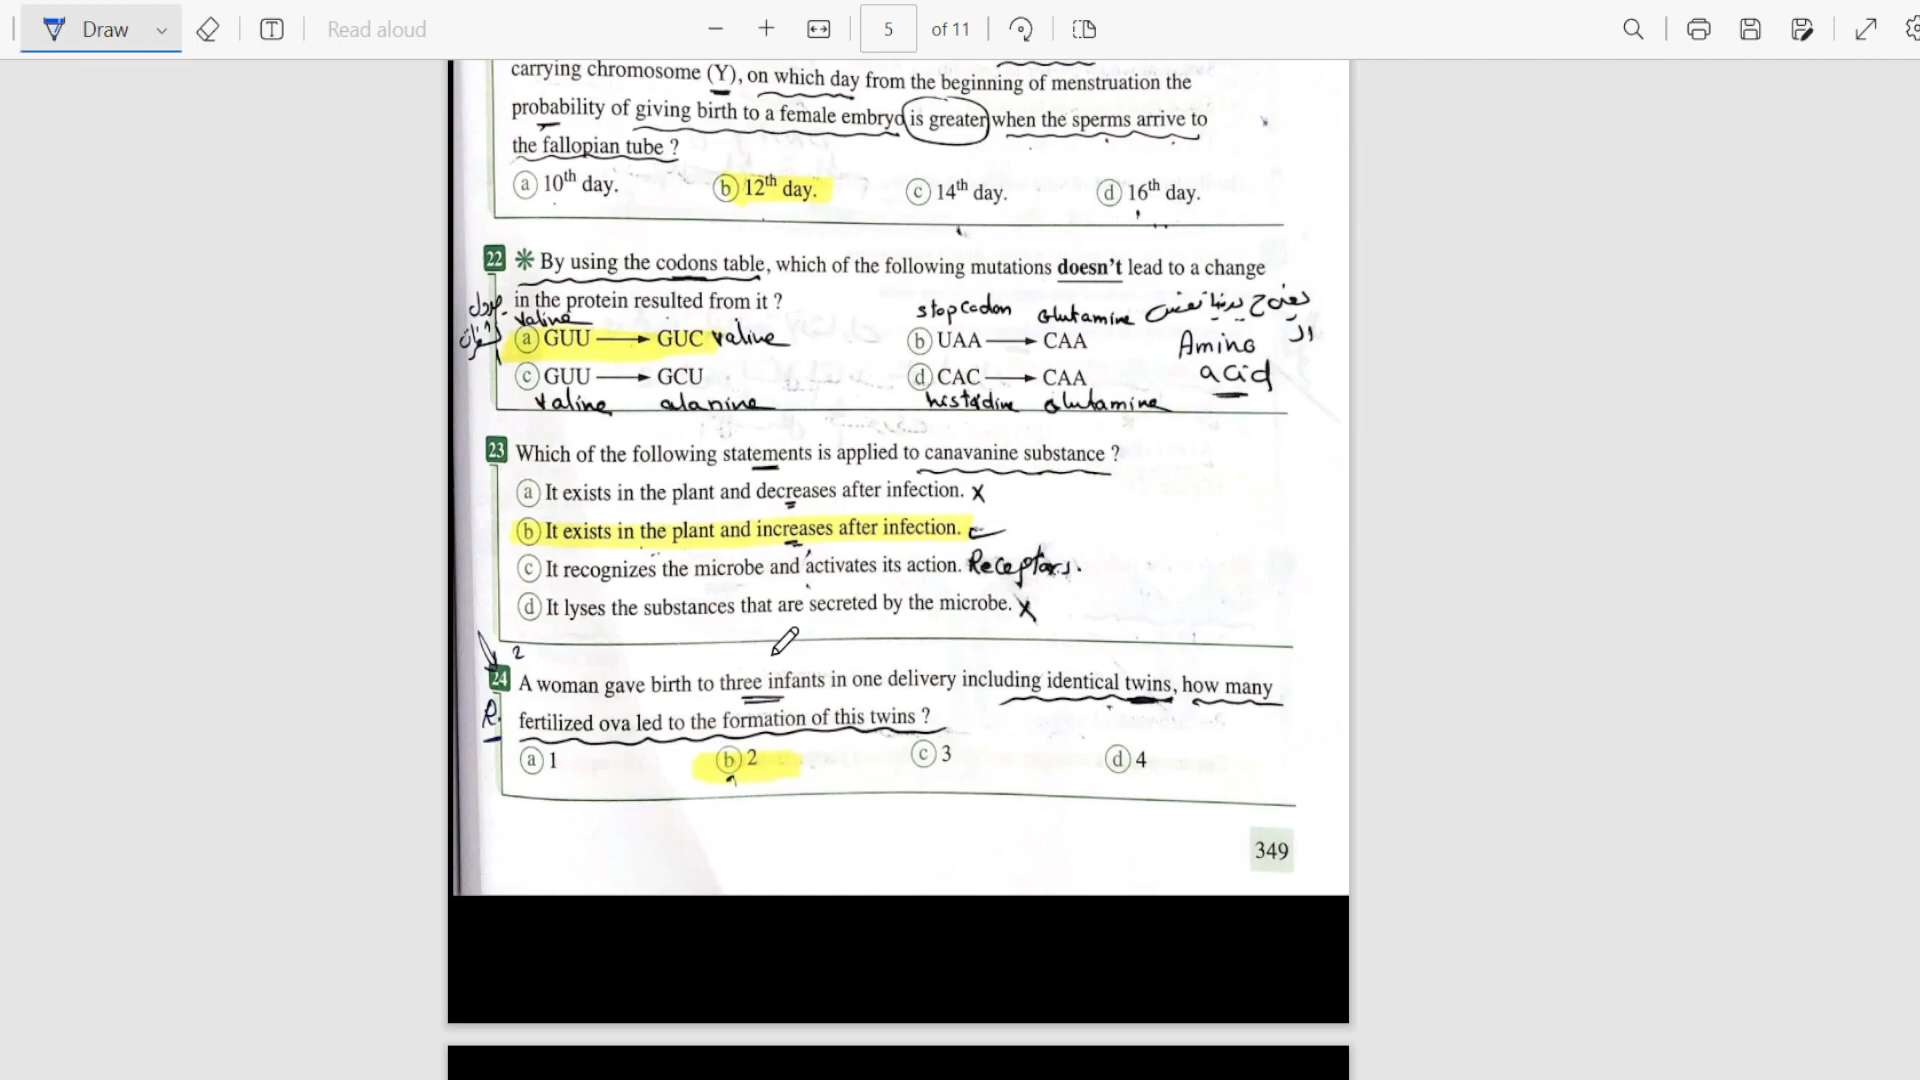 Draw
Read aloud
5 of 11
carrying chromosome (Y), on which day from the beginning of menstruation the
probability of giving birth to a female embryo is greater when the sperms arrive to
the fallopian tube ?
a 10th day.
b 12th day.
c 14th day.
d 16th day.
22 * By using the codons table, which of the following mutations doesn't lead to a change
in the protein resulted from it ?
valine
stop codon
Glutamine
a GUU → GUC valine
b UAA → CAA
Amino
acid
c GUU → GCU
d CAC → CAA
valine alanine
histidine Glutamine
23 Which of the following statements is applied to canavanine substance ?
a It exists in the plant and decreases after infection. X
b It exists in the plant and increases after infection.
c It recognizes the microbe and activates its action. Receptors.
d It lyses the substances that are secreted by the microbe. X
2
24 A woman gave birth to three infants in one delivery including identical twins, how many
R.
fertilized ova led to the formation of this twins ?
a 1
b 2
c 3
d 4
349